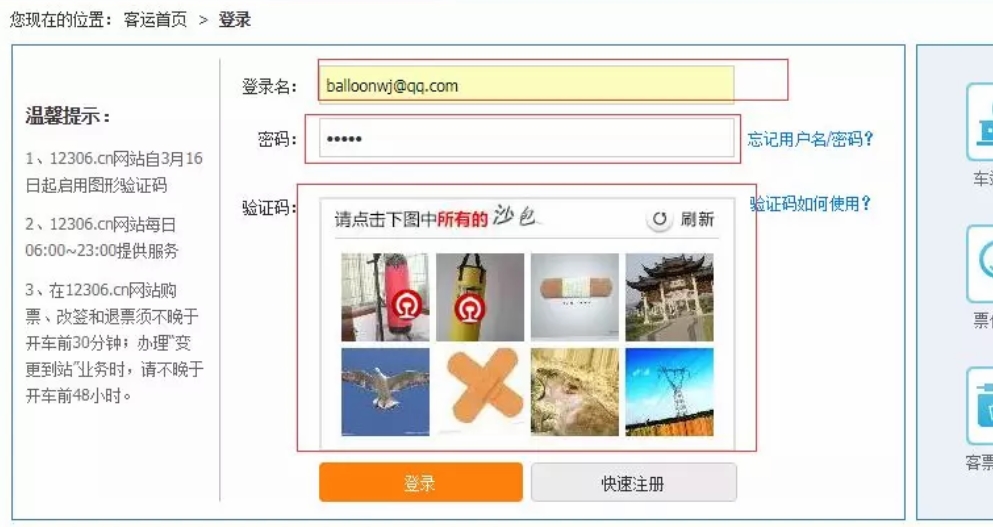 您现在的位置： 客运首页 > 登录
温馨提示：
1、12306.cn网站自3月16
日起启用图形验证码
2、12306.cn网站每日
06:00~23:00提供服务
3、在12306.cn网站购
票、改签和退票须不晚于
开车前30分钟；办理“变
更到站”业务时，请不晚于
开车前48小时。
登录名： balloonwj@qq.com
密码： •••••
忘记用户名/密码？
验证码：
请点击下图中所有的 沙包
刷新
验证码如何使用？
登录
快速注册
客票